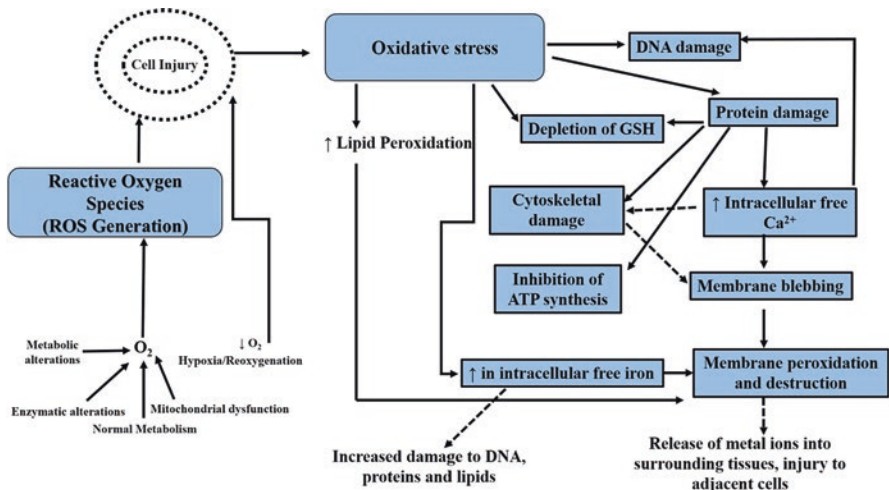 Cell Injury
Oxidative stress
DNA damage
Protein damage
Depletion of GSH
↑ Lipid Peroxidation
Reactive Oxygen
Species
(ROS Generation)
Cytoskeletal
damage
↑ Intracellular free
Ca²⁺
Inhibition of
ATP synthesis
Membrane blebbing
Metabolic
alterations
O₂
↓ O₂
Hypoxia/Reoxygenation
Enzymatic alterations
Mitochondrial dysfunction
Normal Metabolism
↑ in intracellular free iron
Membrane peroxidation
and destruction
Increased damage to DNA,
proteins and lipids
Release of metal ions into
surrounding tissues, injury to
adjacent cells